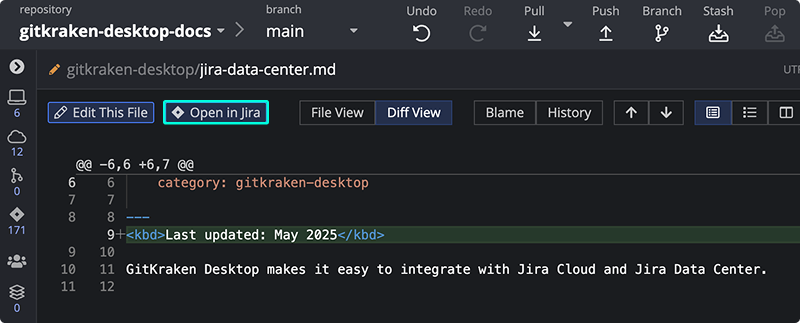 repository
branch
Undo
Redo
Pull
Push
Branch
Stash
Pop
gitkraken-desktop-docs
main
gitkraken-desktop/jira-data-center.md
UTF
6
12
0
171
0
Edit This File
Open in Jira
File View
Diff View
Blame
History
@@ -6,6 +6,7 @@
6 6 category: gitkraken-desktop
7 7
8 8 ---
9 + <kbd>Last updated: May 2025</kbd>
9 10
10 11 GitKraken Desktop makes it easy to integrate with Jira Cloud and Jira Data Center.
11 12